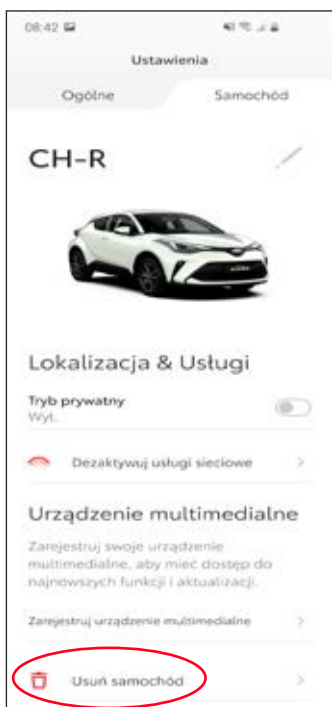 08:42
Ustawienia
Ogólne
Samochód
CH-R
Lokalizacja & Usługi
Tryb prywatny
Wył.
Dezaktywuj usługi sieciowe
Urządzenie multimedialne
Zarejestruj swoje urządzenie
multimedialne, aby mieć dostęp do
najnowszych funkcji i aktualizacji.
Zarejestruj urządzenie multimedialne
Usuń samochód